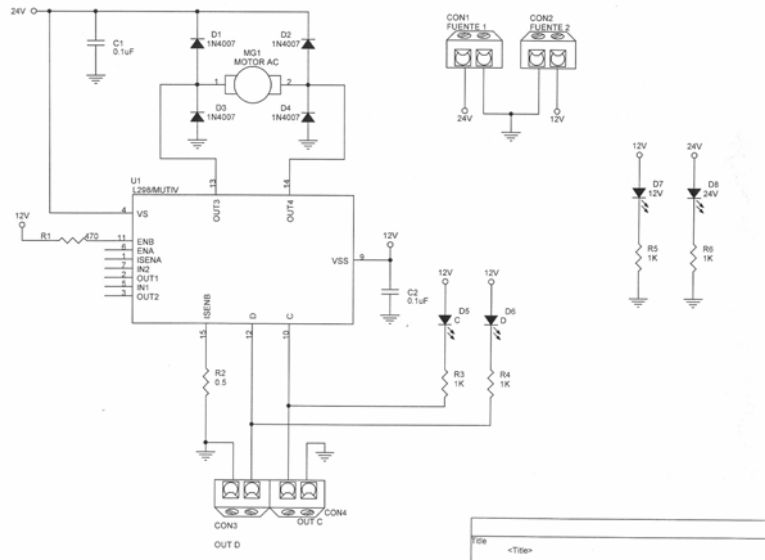 24V
C1
0.1uF
D1
1N4007
D2
1N4007
MG1
MOTOR AC
1
2
D3
1N4007
D4
1N4007
CON1
FUENTE 1
CON2
FUENTE 2
24V
12V
U1
L298/MUTIV
13
14
OUT3
OUT4
4
VS
12V
R1
470
11
ENB
6
ENA
1
ISENA
7
IN2
2
OUT1
5
IN1
3
OUT2
VSS
9
12V
C2
0.1uF
ISENB
D
C
15
12
10
R2
0.5
12V
D5
C
12V
D6
D
R3
1K
R4
1K
12V
D7
12V
R5
1K
24V
D8
24V
R6
1K
CON3
OUT D
OUT C
CON4
Title
<Title>